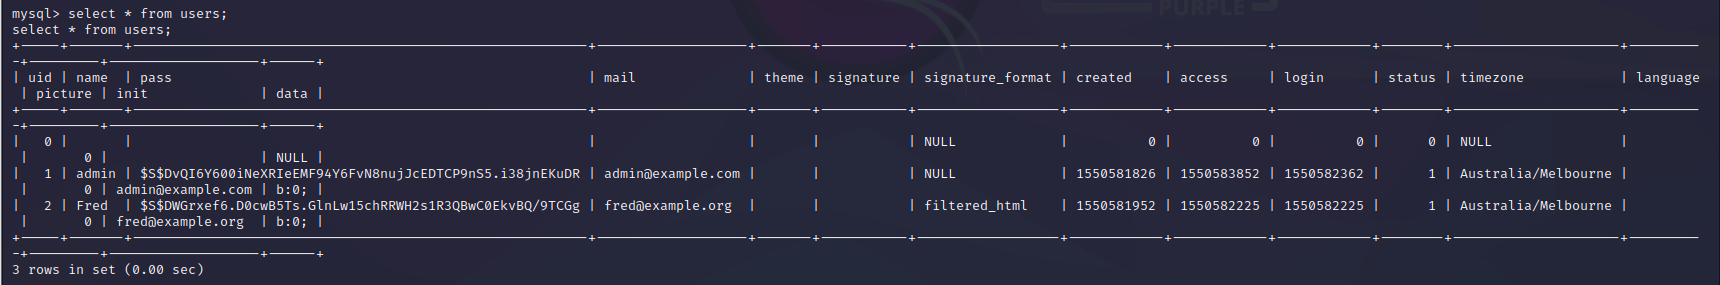 PURPLE
mysql> select * from users;
select * from users;
| uid | name | pass | mail | theme | signature | signature_format | created | access | login | status | timezone | language
| picture | init | data |
| 0 | | | | | | NULL | 0 | 0 | 0 | 0 | NULL |
| 0 | | NULL |
| 1 | admin | $S$DvQI6Y600iNeXRIeEMF94Y6FvN8nujJcEDTCP9nS5.i38jnEKuDR | admin@example.com | | | NULL | 1550581826 | 1550583852 | 1550582362 | 1 | Australia/Melbourne |
| 0 | admin@example.com | b:0; |
| 2 | Fred | $S$DWGrxef6.D0cwB5Ts.GlnLw15chRRWH2s1R3QBwC0EkvBQ/9TCGg | fred@example.org | | | filtered_html | 1550581952 | 1550582225 | 1550582225 | 1 | Australia/Melbourne |
| 0 | fred@example.org | b:0; |
3 rows in set (0.00 sec)